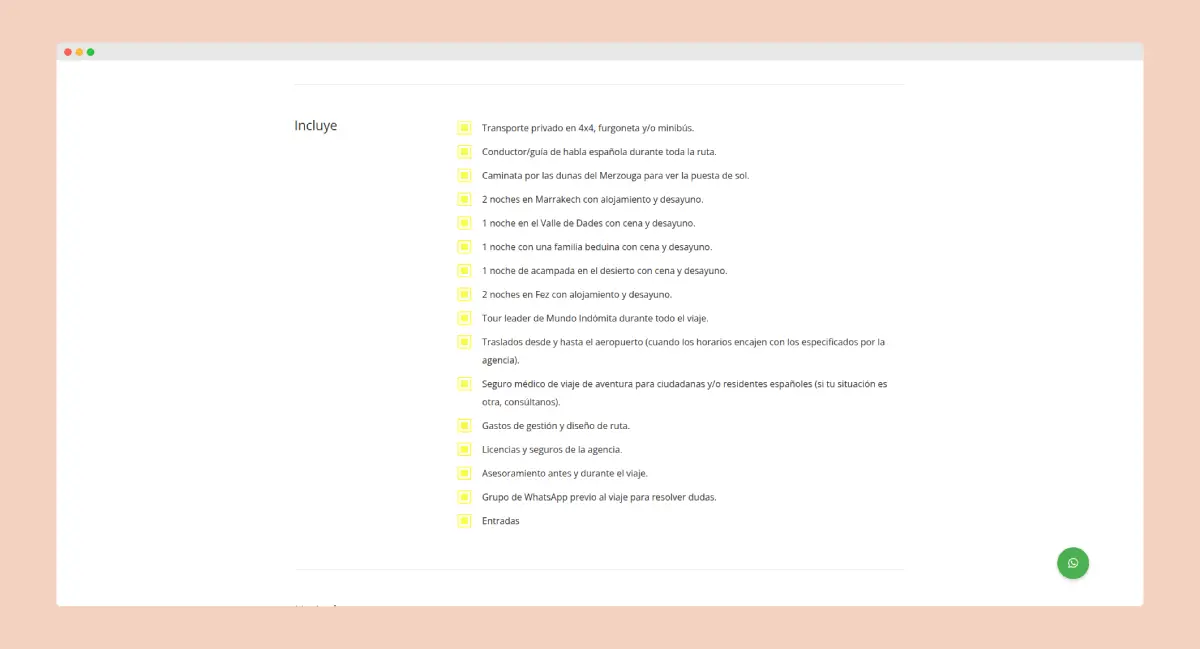 Incluye
Transporte privado en 4x4, furgoneta y/o minibús.
Conductor/guía de habla española durante toda la ruta.
Caminata por las dunas del Merzouga para ver la puesta de sol.
2 noches en Marrakech con alojamiento y desayuno.
1 noche en el Valle de Dades con cena y desayuno.
1 noche con una familia beduina con cena y desayuno.
1 noche de acampada en el desierto con cena y desayuno.
2 noches en Fez con alojamiento y desayuno.
Tour leader de Mundo Indómita durante todo el viaje.
Traslados desde y hasta el aeropuerto (cuando los horarios encajen con los especificados por la
agencia).
Seguro médico de viaje de aventura para ciudadanas y/o residentes españoles (si tu situación es
otra, consúltanos).
Gastos de gestión y diseño de ruta.
Licencias y seguros de la agencia.
Asesoramiento antes y durante el viaje.
Grupo de WhatsApp previo al viaje para resolver dudas.
Entradas